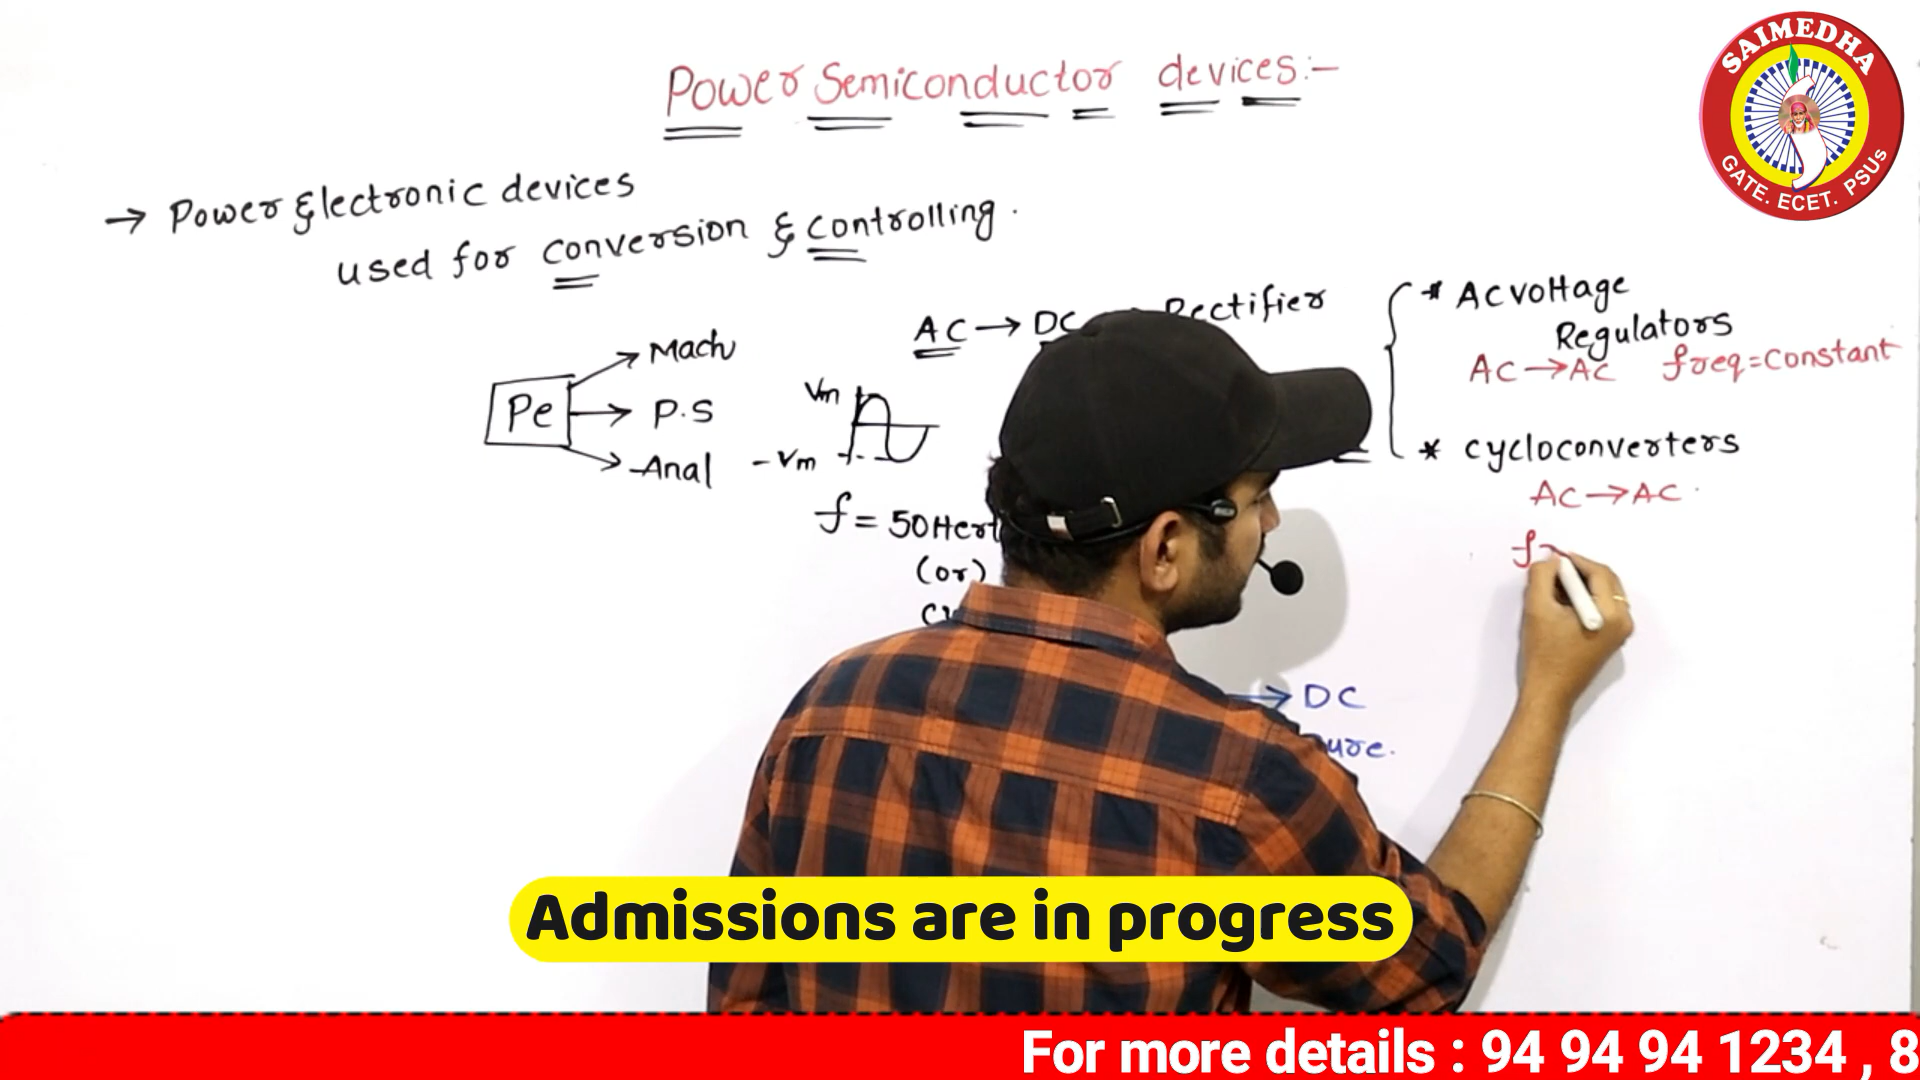 Power Semiconductor devices:-
→ Power Electronic devices
used for conversion & controlling.
Pe
Mach
P.S
Anal
AC → DC
Rectifier
Vm
-Vm
f = 50 Hert
(or)
→ DC
* AC voltage
Regulators
AC → AC freq = constant
* cycloconverters
AC → AC.
f
SAIMEDHA
GATE. ECET. PSUs
Admissions are in progress
For more details : 94 94 94 1234 , 8